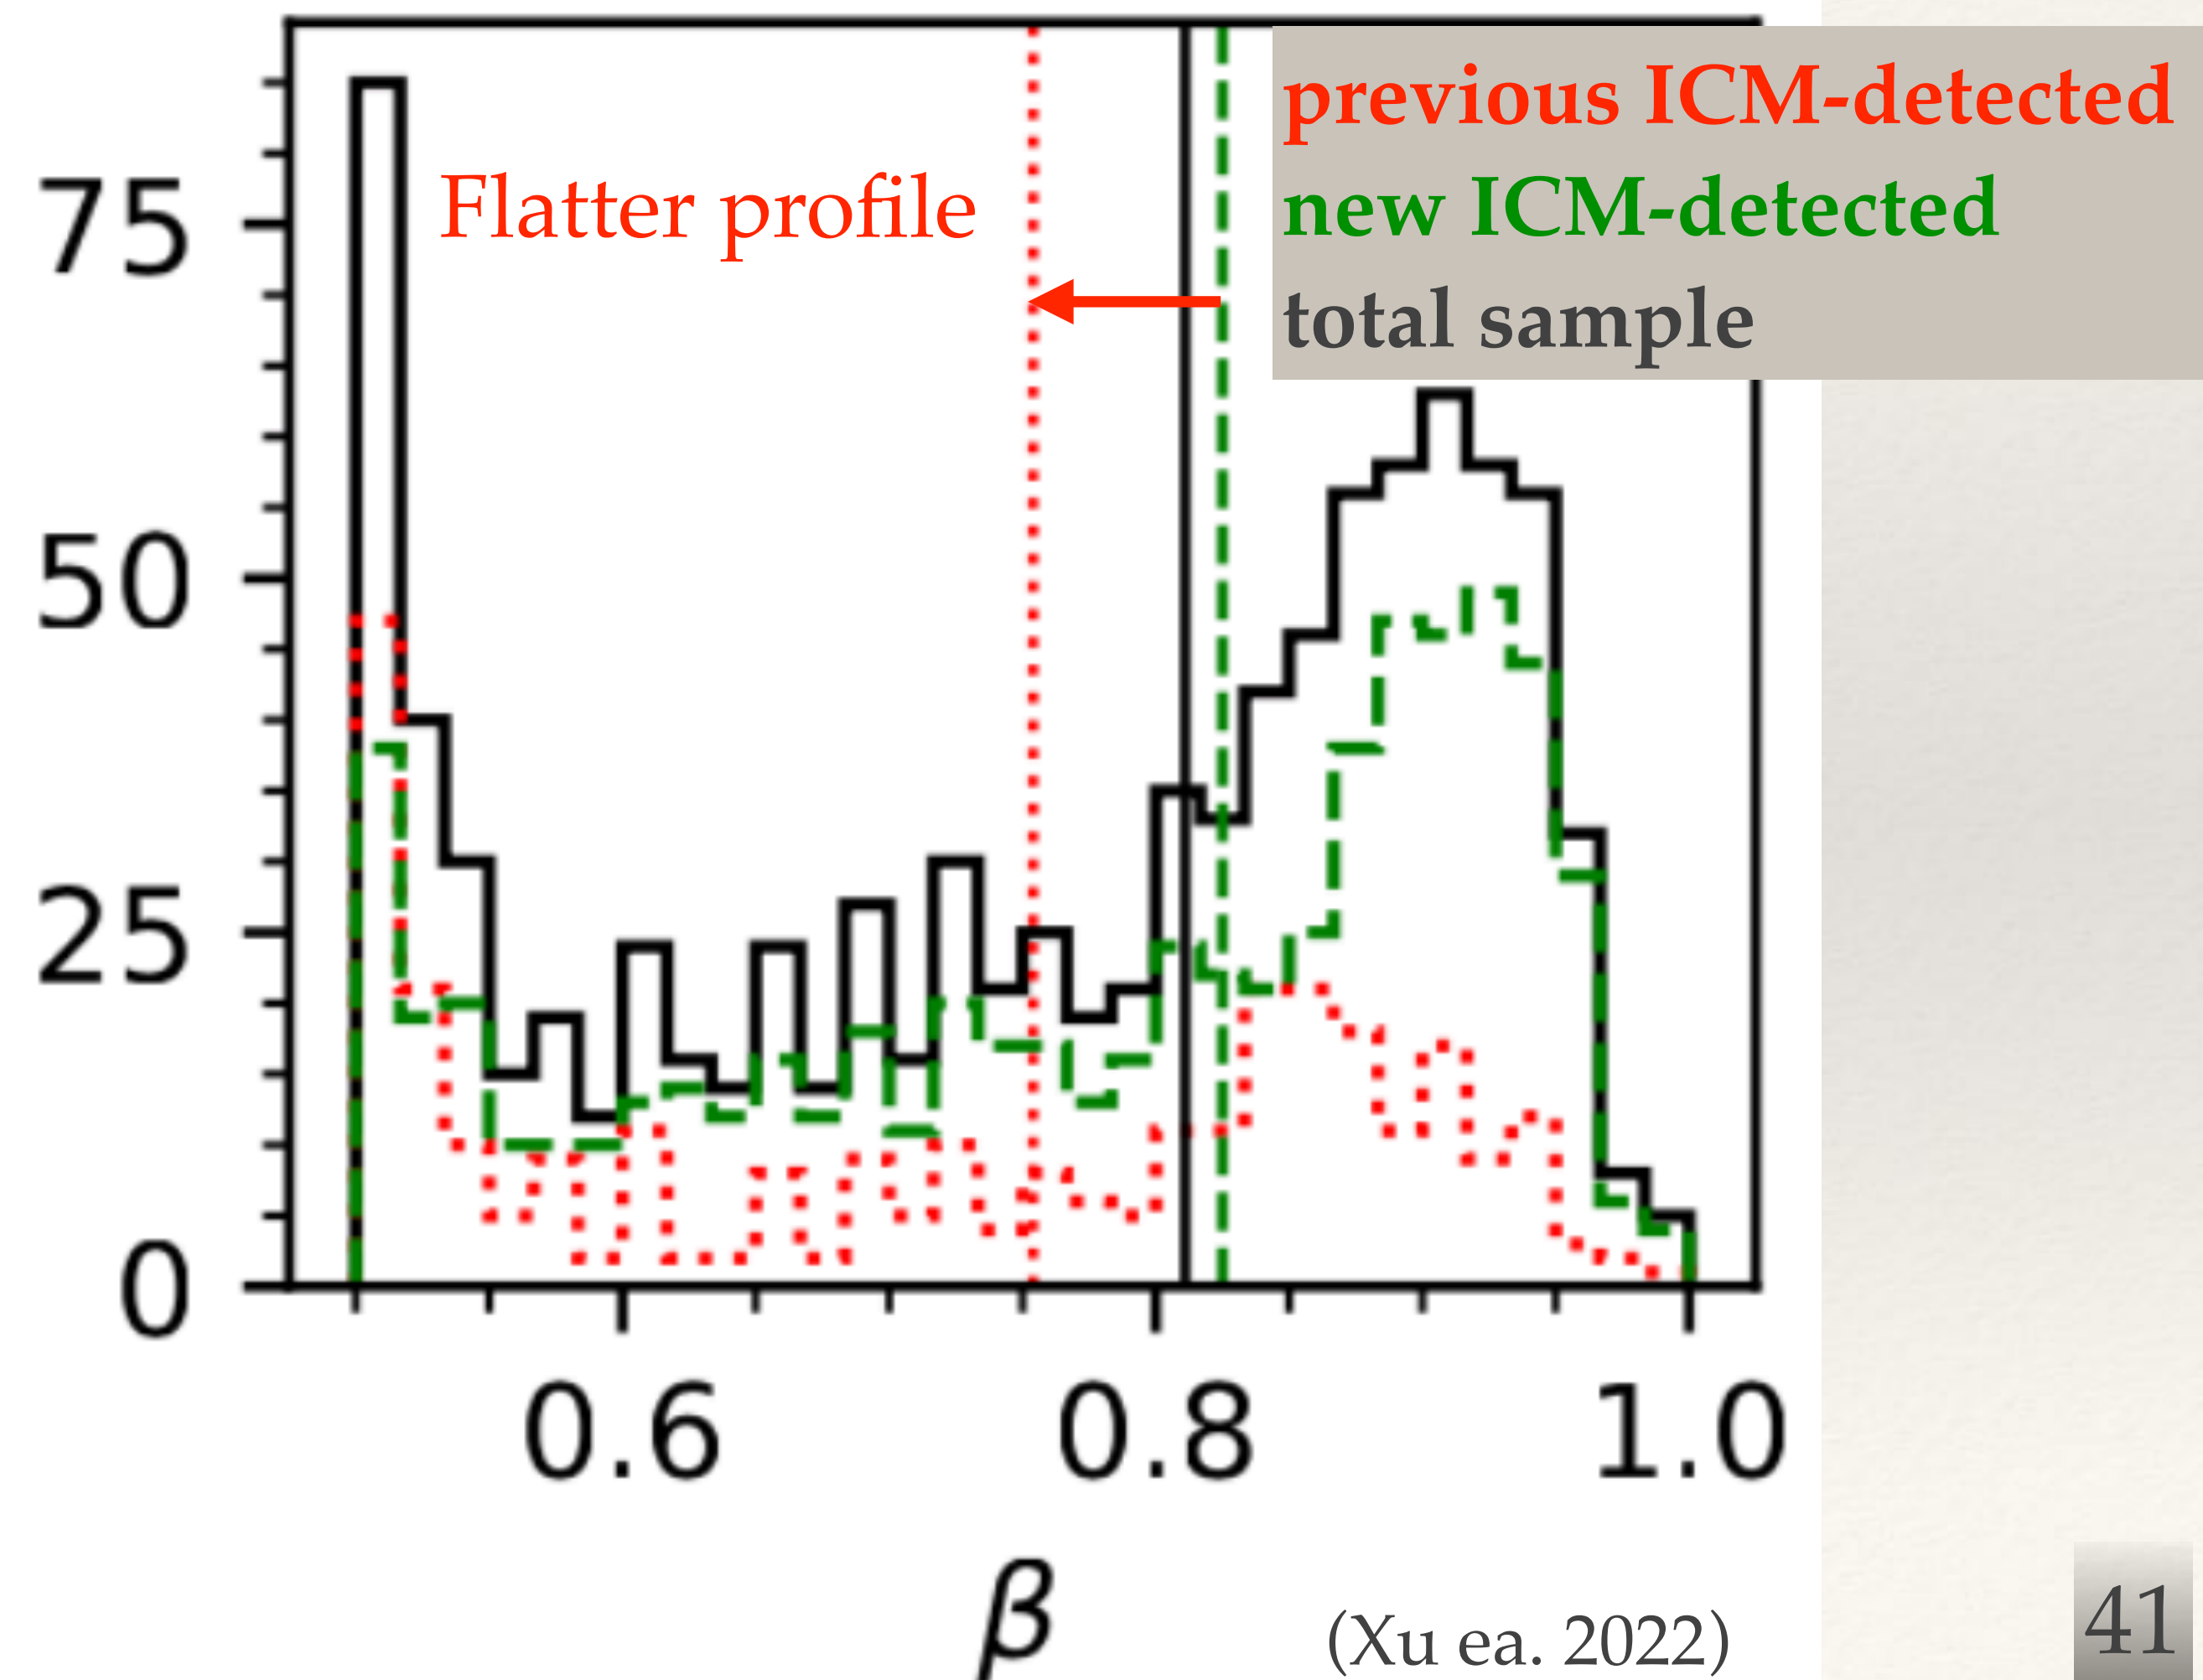 previous ICM-detected
new ICM-detected
total sample
Flatter profile
75
50
25
0
0.6 0.8 1.0
β
(Xu ea. 2022)
41